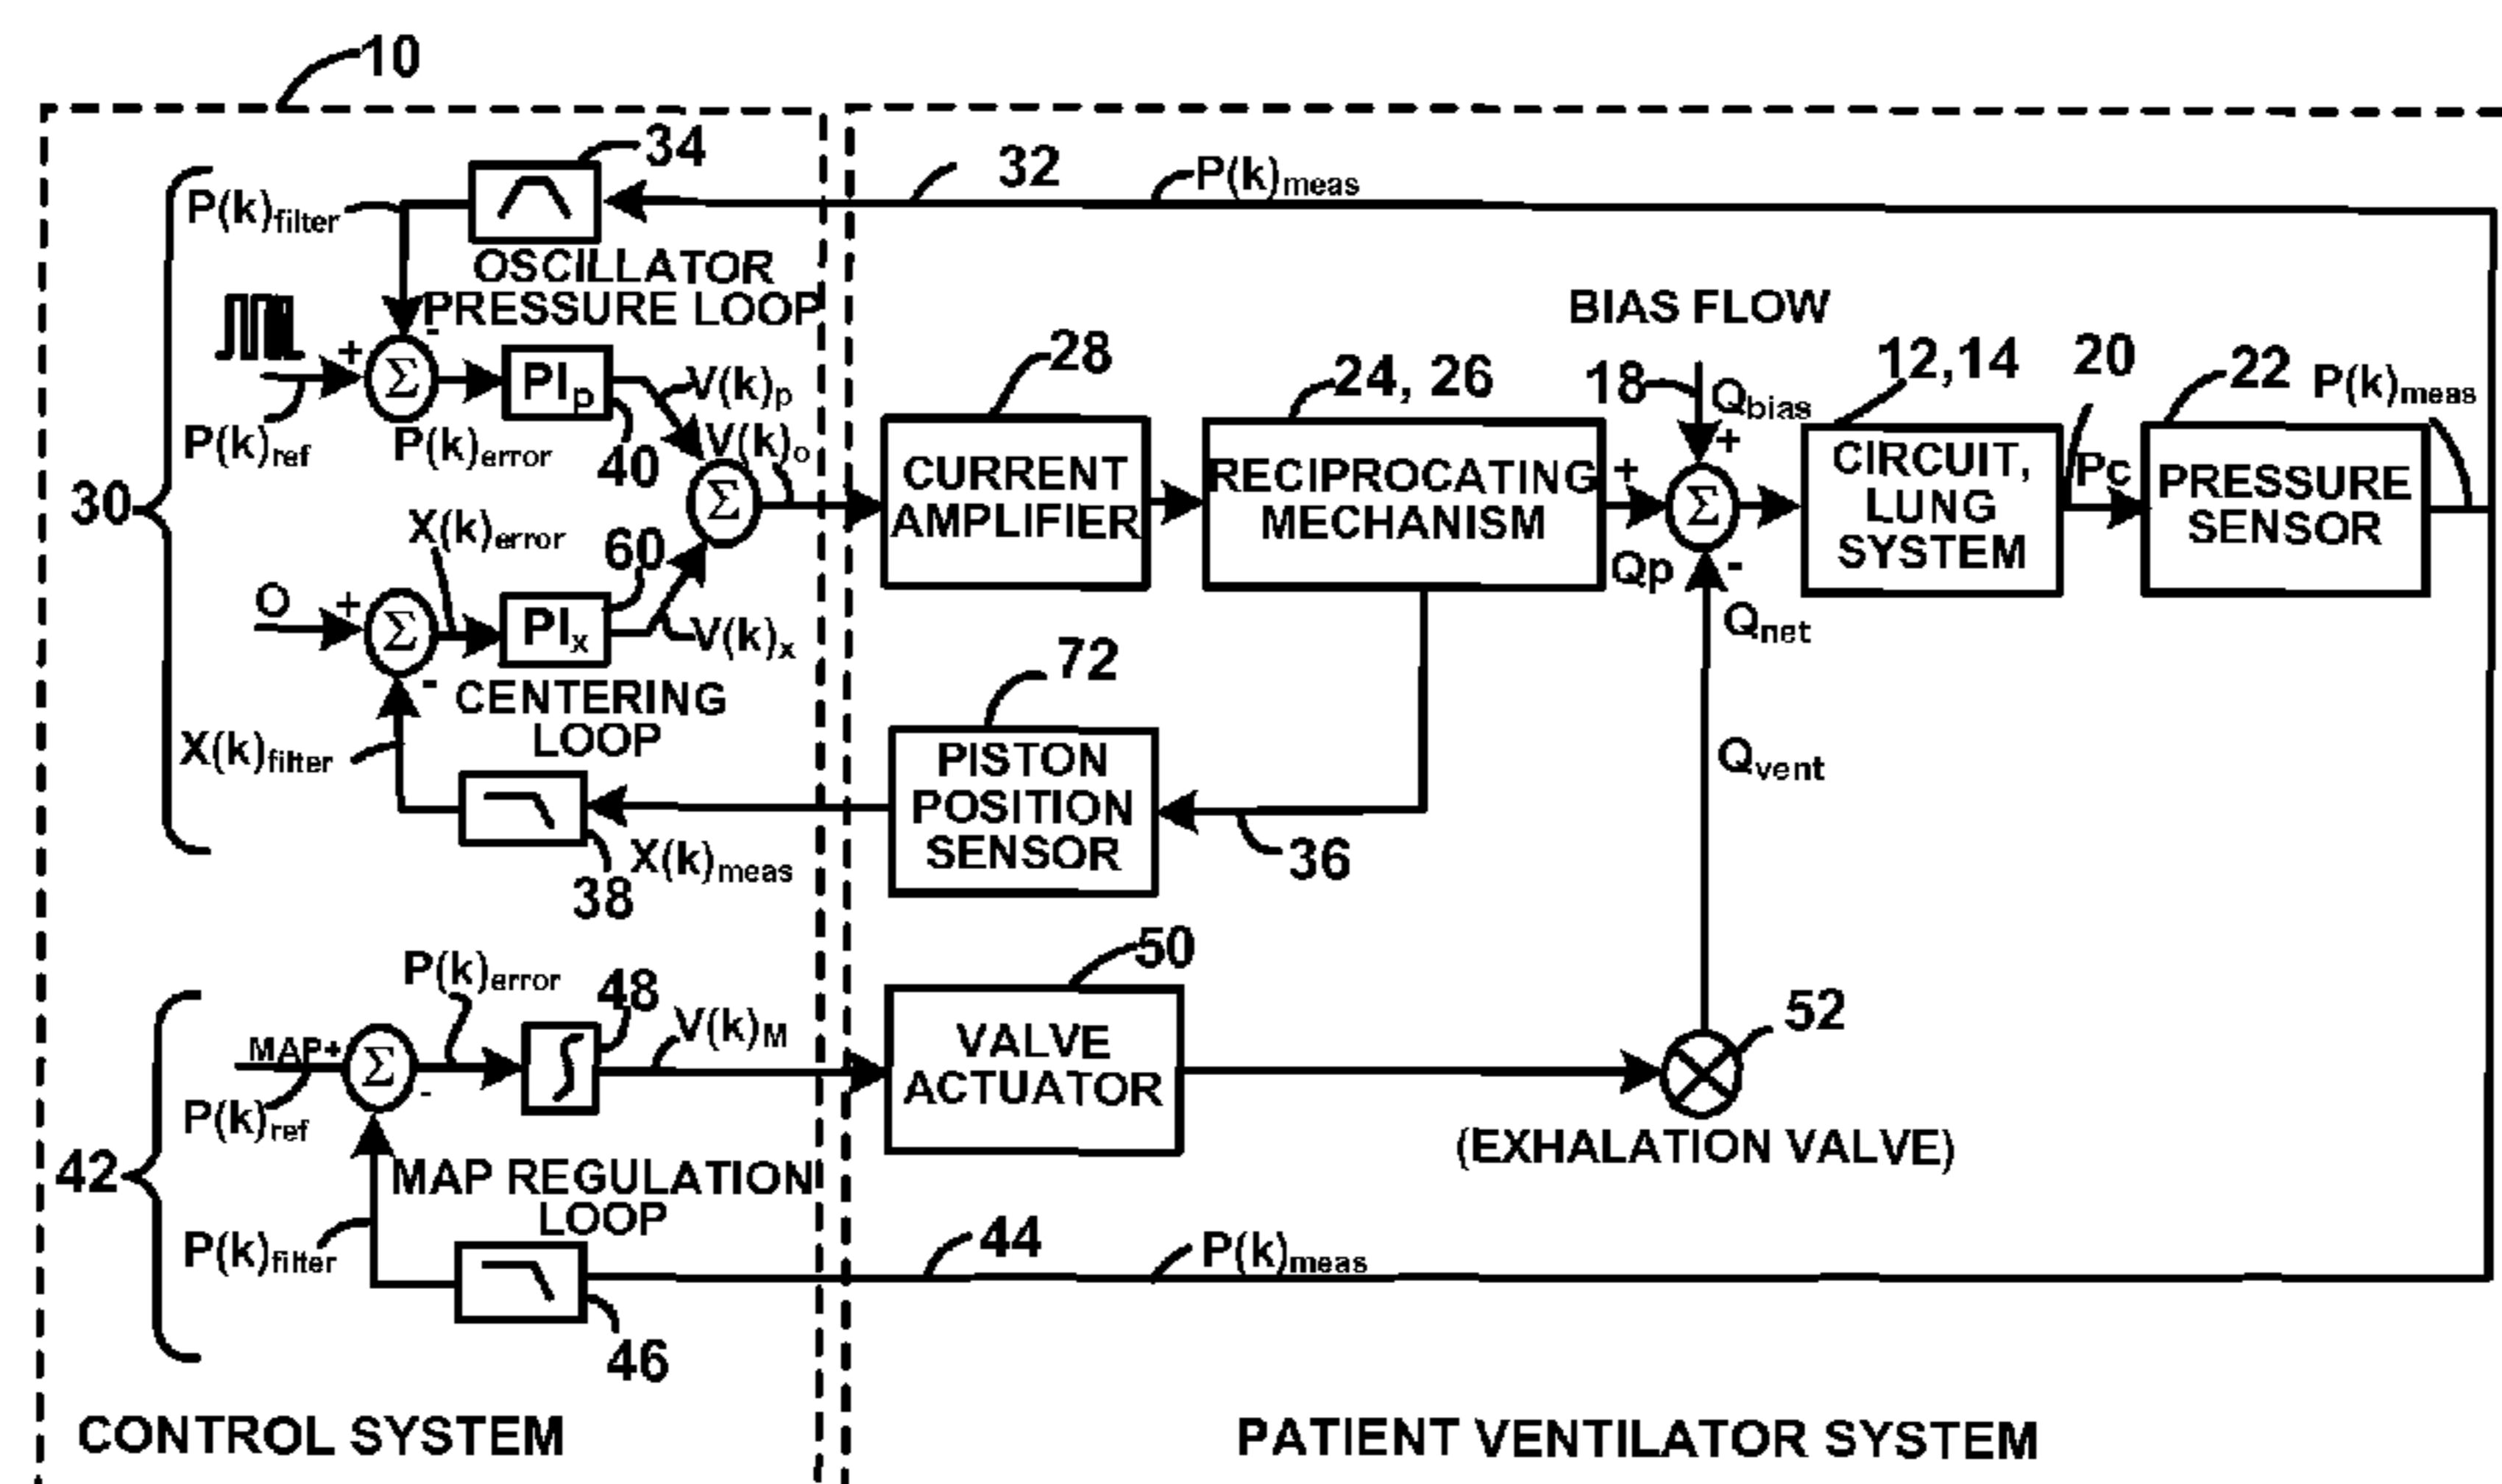 10
34
32
P(k)meas
P(k)filter
OSCILLATOR
PRESSURE LOOP
-
BIAS FLOW
+
Σ
PIp
V(k)p
P(k)ref
P(k)error
40
V(k)o
28
24, 26
18
Qbias
+
12,14
20
22
P(k)meas
30
Σ
CURRENT
AMPLIFIER
RECIPROCATING
MECHANISM
+
Σ
Qp
-
Qnet
CIRCUIT,
LUNG
SYSTEM
Pc
PRESSURE
SENSOR
X(k)error
60
O
+
Σ
PIx
V(k)x
-
CENTERING
LOOP
72
X(k)filter
PISTON
POSITION
SENSOR
Qvent
36
X(k)meas
38
P(k)error
48
50
MAP+
Σ
∫
V(k)M
VALVE
ACTUATOR
52
-
P(k)ref
(EXHALATION VALVE)
42
MAP REGULATION
LOOP
P(k)filter
44
P(k)meas
46
CONTROL SYSTEM
PATIENT VENTILATOR SYSTEM